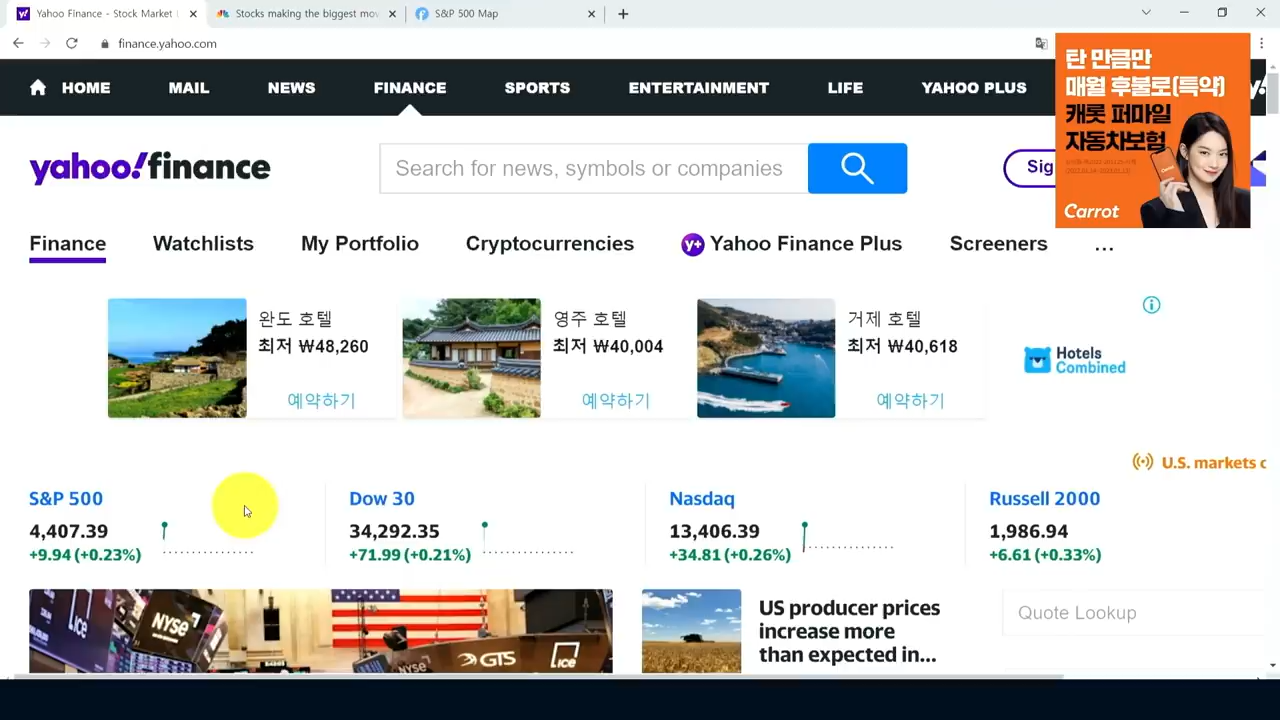 Yahoo Finance - Stock Market
Stocks making the biggest mov
S&P 500 Map
finance.yahoo.com
HOME
MAIL
NEWS
FINANCE
SPORTS
ENTERTAINMENT
LIFE
YAHOO PLUS
탄 만큼만
매월 후불로(특약)
캐롯 퍼마일
자동차보험
Carrot
yahoo!finance
Search for news, symbols or companies
Sig
Finance
Watchlists
My Portfolio
Cryptocurrencies
y+ Yahoo Finance Plus
Screeners
...
완도 호텔
최저 ₩48,260
예약하기
영주 호텔
최저 ₩40,004
예약하기
거제 호텔
최저 ₩40,618
예약하기
Hotels
Combined
U.S. markets c
S&P 500
4,407.39
+9.94 (+0.23%)
Dow 30
34,292.35
+71.99 (+0.21%)
Nasdaq
13,406.39
+34.81 (+0.26%)
Russell 2000
1,986.94
+6.61 (+0.33%)
ice
NYSE
NYSE
GTS
ice
US producer prices
increase more
than expected in...
Quote Lookup